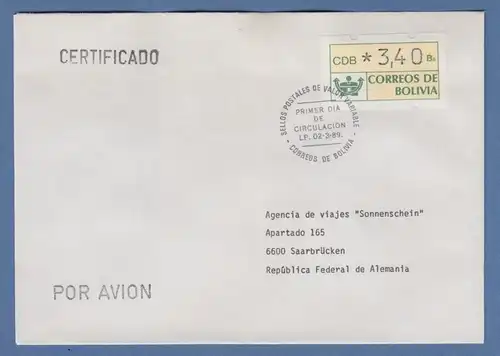 CERTIFICADO
CDB *3,40 Bs
CORREOS DE
BOLIVIA
SELLOS POSTALES DE VALOR VARIABLE
PRIMER DIA
DE
CIRCULACION
LP. 02-3-89.
- CORREOS DE BOLIVIA -
Agencia de viajes "Sonnenschein"
Apartado 165
6600 Saarbrücken
República Federal de Alemania
POR AVION